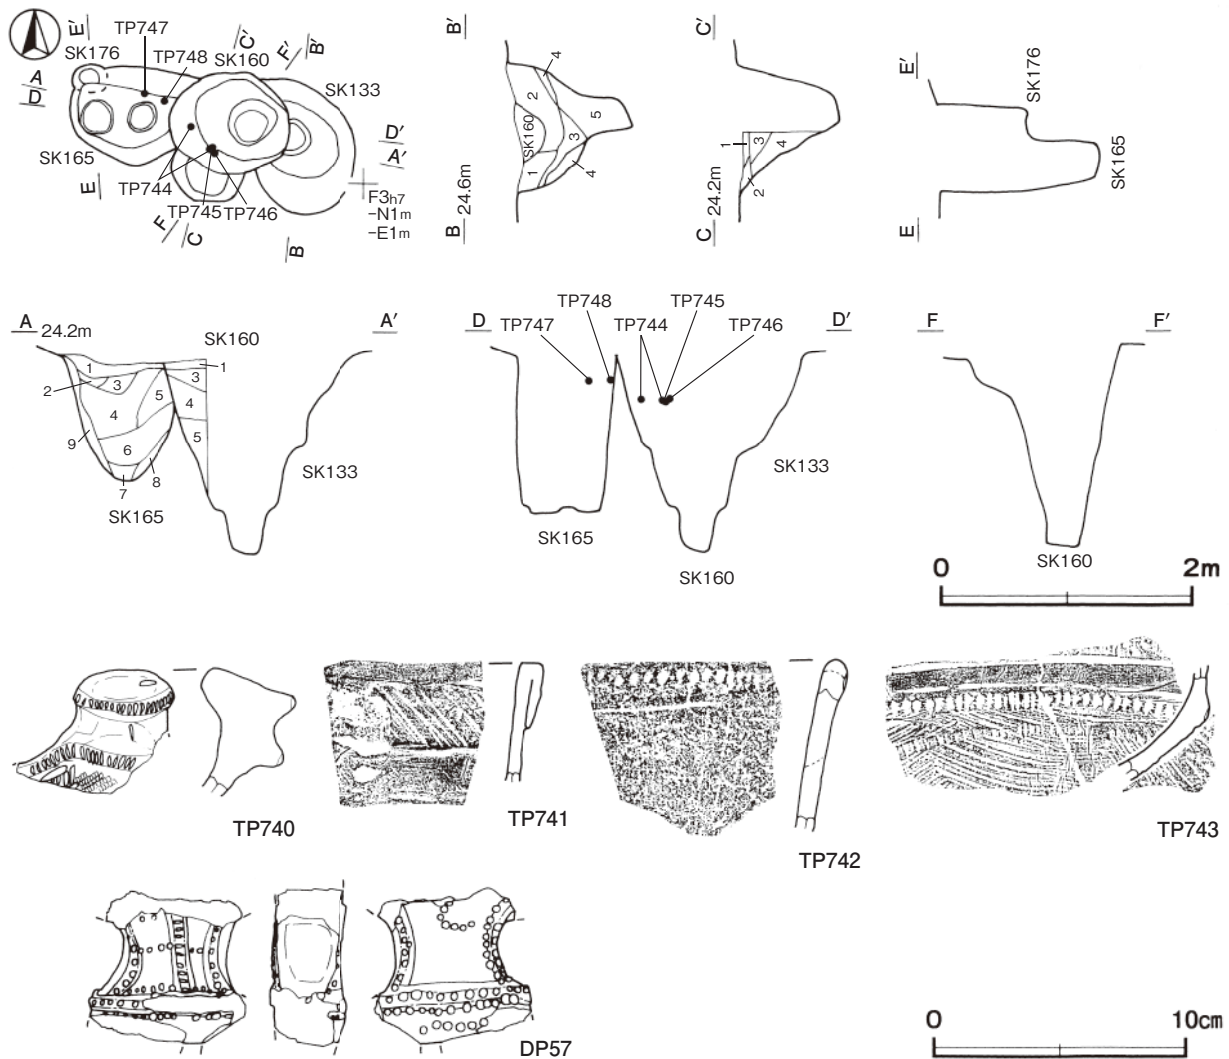 E′ TP747
SK176 TP748 C′ SK160 F′ B′
A
D
SK133
D′
A′
SK165
E TP744
F3h7
-N1m
-E1m
TP745 TP746
F C B
B′
4
2
5
SK160
3
1
4
B 24.6m
C′
1 3 4
2
C 24.2m
E′
SK176
SK165
E
A 24.2m
SK160
A′
1
1
2 3
3
5
4
4
9
5
6
7 8
SK165
SK133
D
TP748 TP745
TP747 TP744 TP746
D′
SK133
SK165
SK160
F F′
SK160
0 2m
TP740
TP741
TP742
TP743
DP57
0 10cm